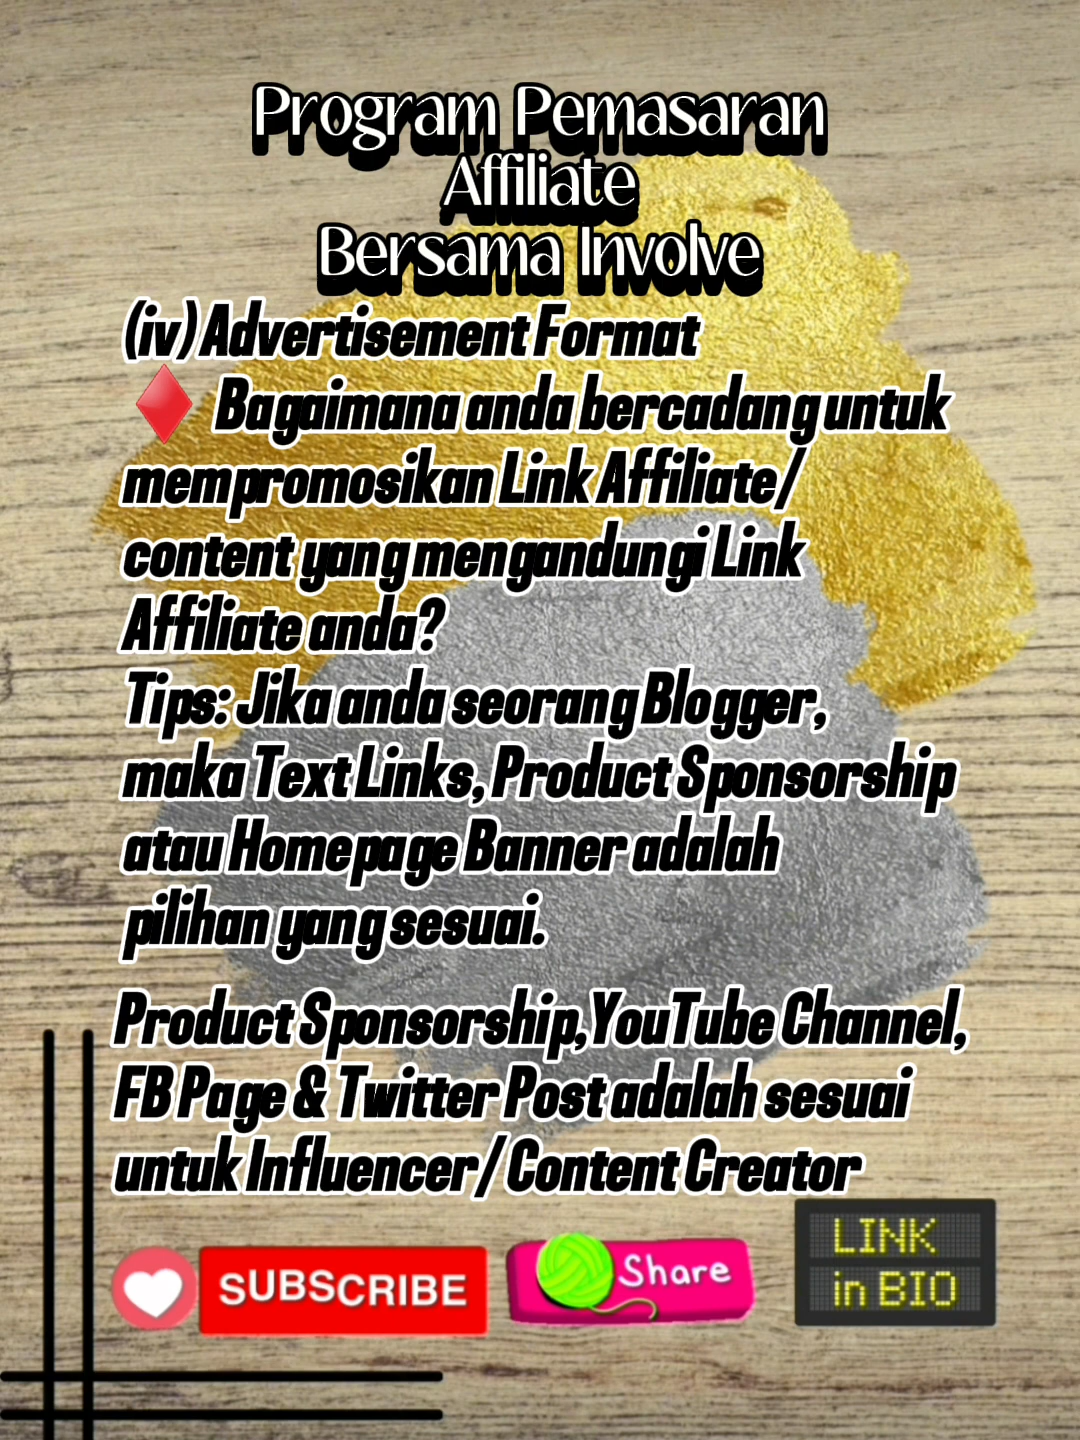 Program Pemasaran
Affiliate
Bersama Involve
(iv) Advertisement Format
♦️ Bagaimana anda bercadang untuk
mempromosikan Link Affiliate/
content yang mengandungi Link
Affiliate anda?
Tips: Jika anda seorang Blogger,
maka Text Links, Product Sponsorship
atau Homepage Banner adalah
pilihan yang sesuai.
Product Sponsorship,YouTube Channel,
FB Page & Twitter Post adalah sesuai
untuk Influencer/ Content Creator
SUBSCRIBE
Share
LINK
in BIO